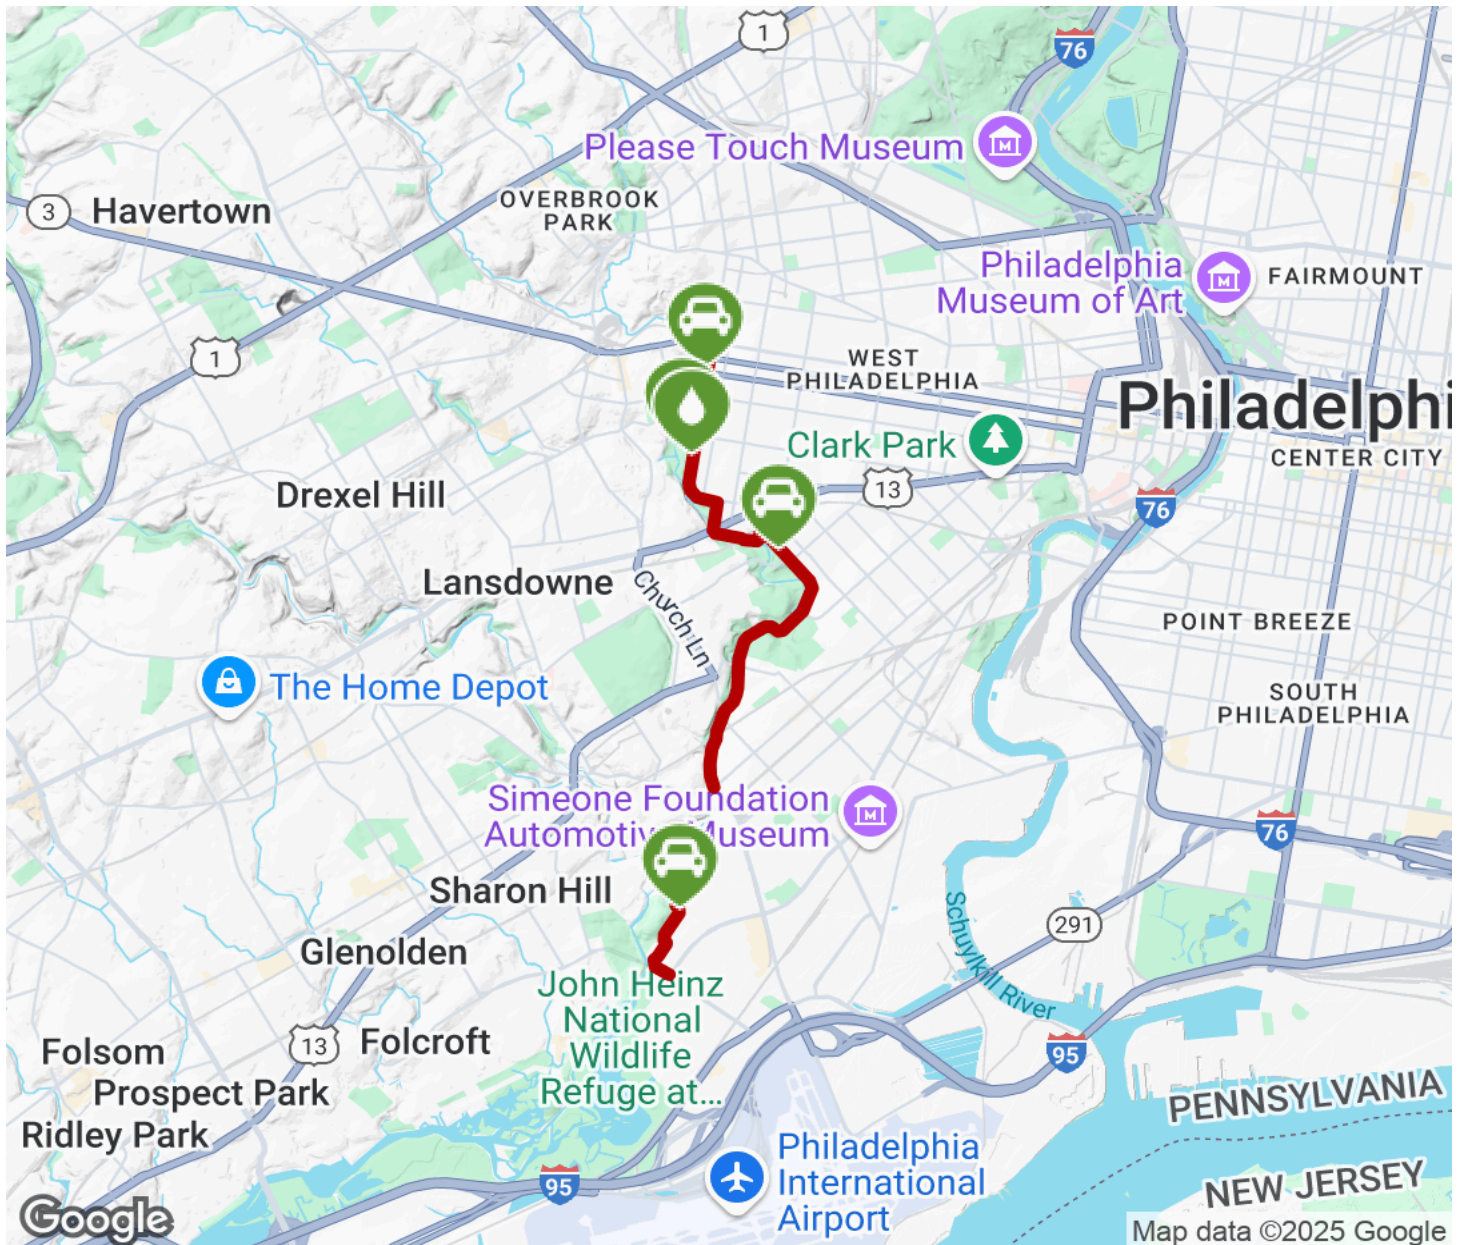 1
76
Please Touch Museum
3
Havertown
OVERBROOK
PARK
Philadelphia
Museum of Art
FAIRMOUNT
1
WEST
PHILADELPHIA
Philadelphi
Clark Park
CENTER CITY
13
Drexel Hill
76
Lansdowne
Church Ln
POINT BREEZE
The Home Depot
SOUTH
PHILADELPHIA
Simeone Foundation
Automotive Museum
76
Sharon Hill
291
Schuylkill River
Glenolden
John Heinz
National
Wildlife
Refuge at...
13
Folcroft
Folsom
95
Prospect Park
PENNSYLVANIA
Ridley Park
Philadelphia
International
Airport
95
NEW JERSEY
Google
Map data ©2025 Google